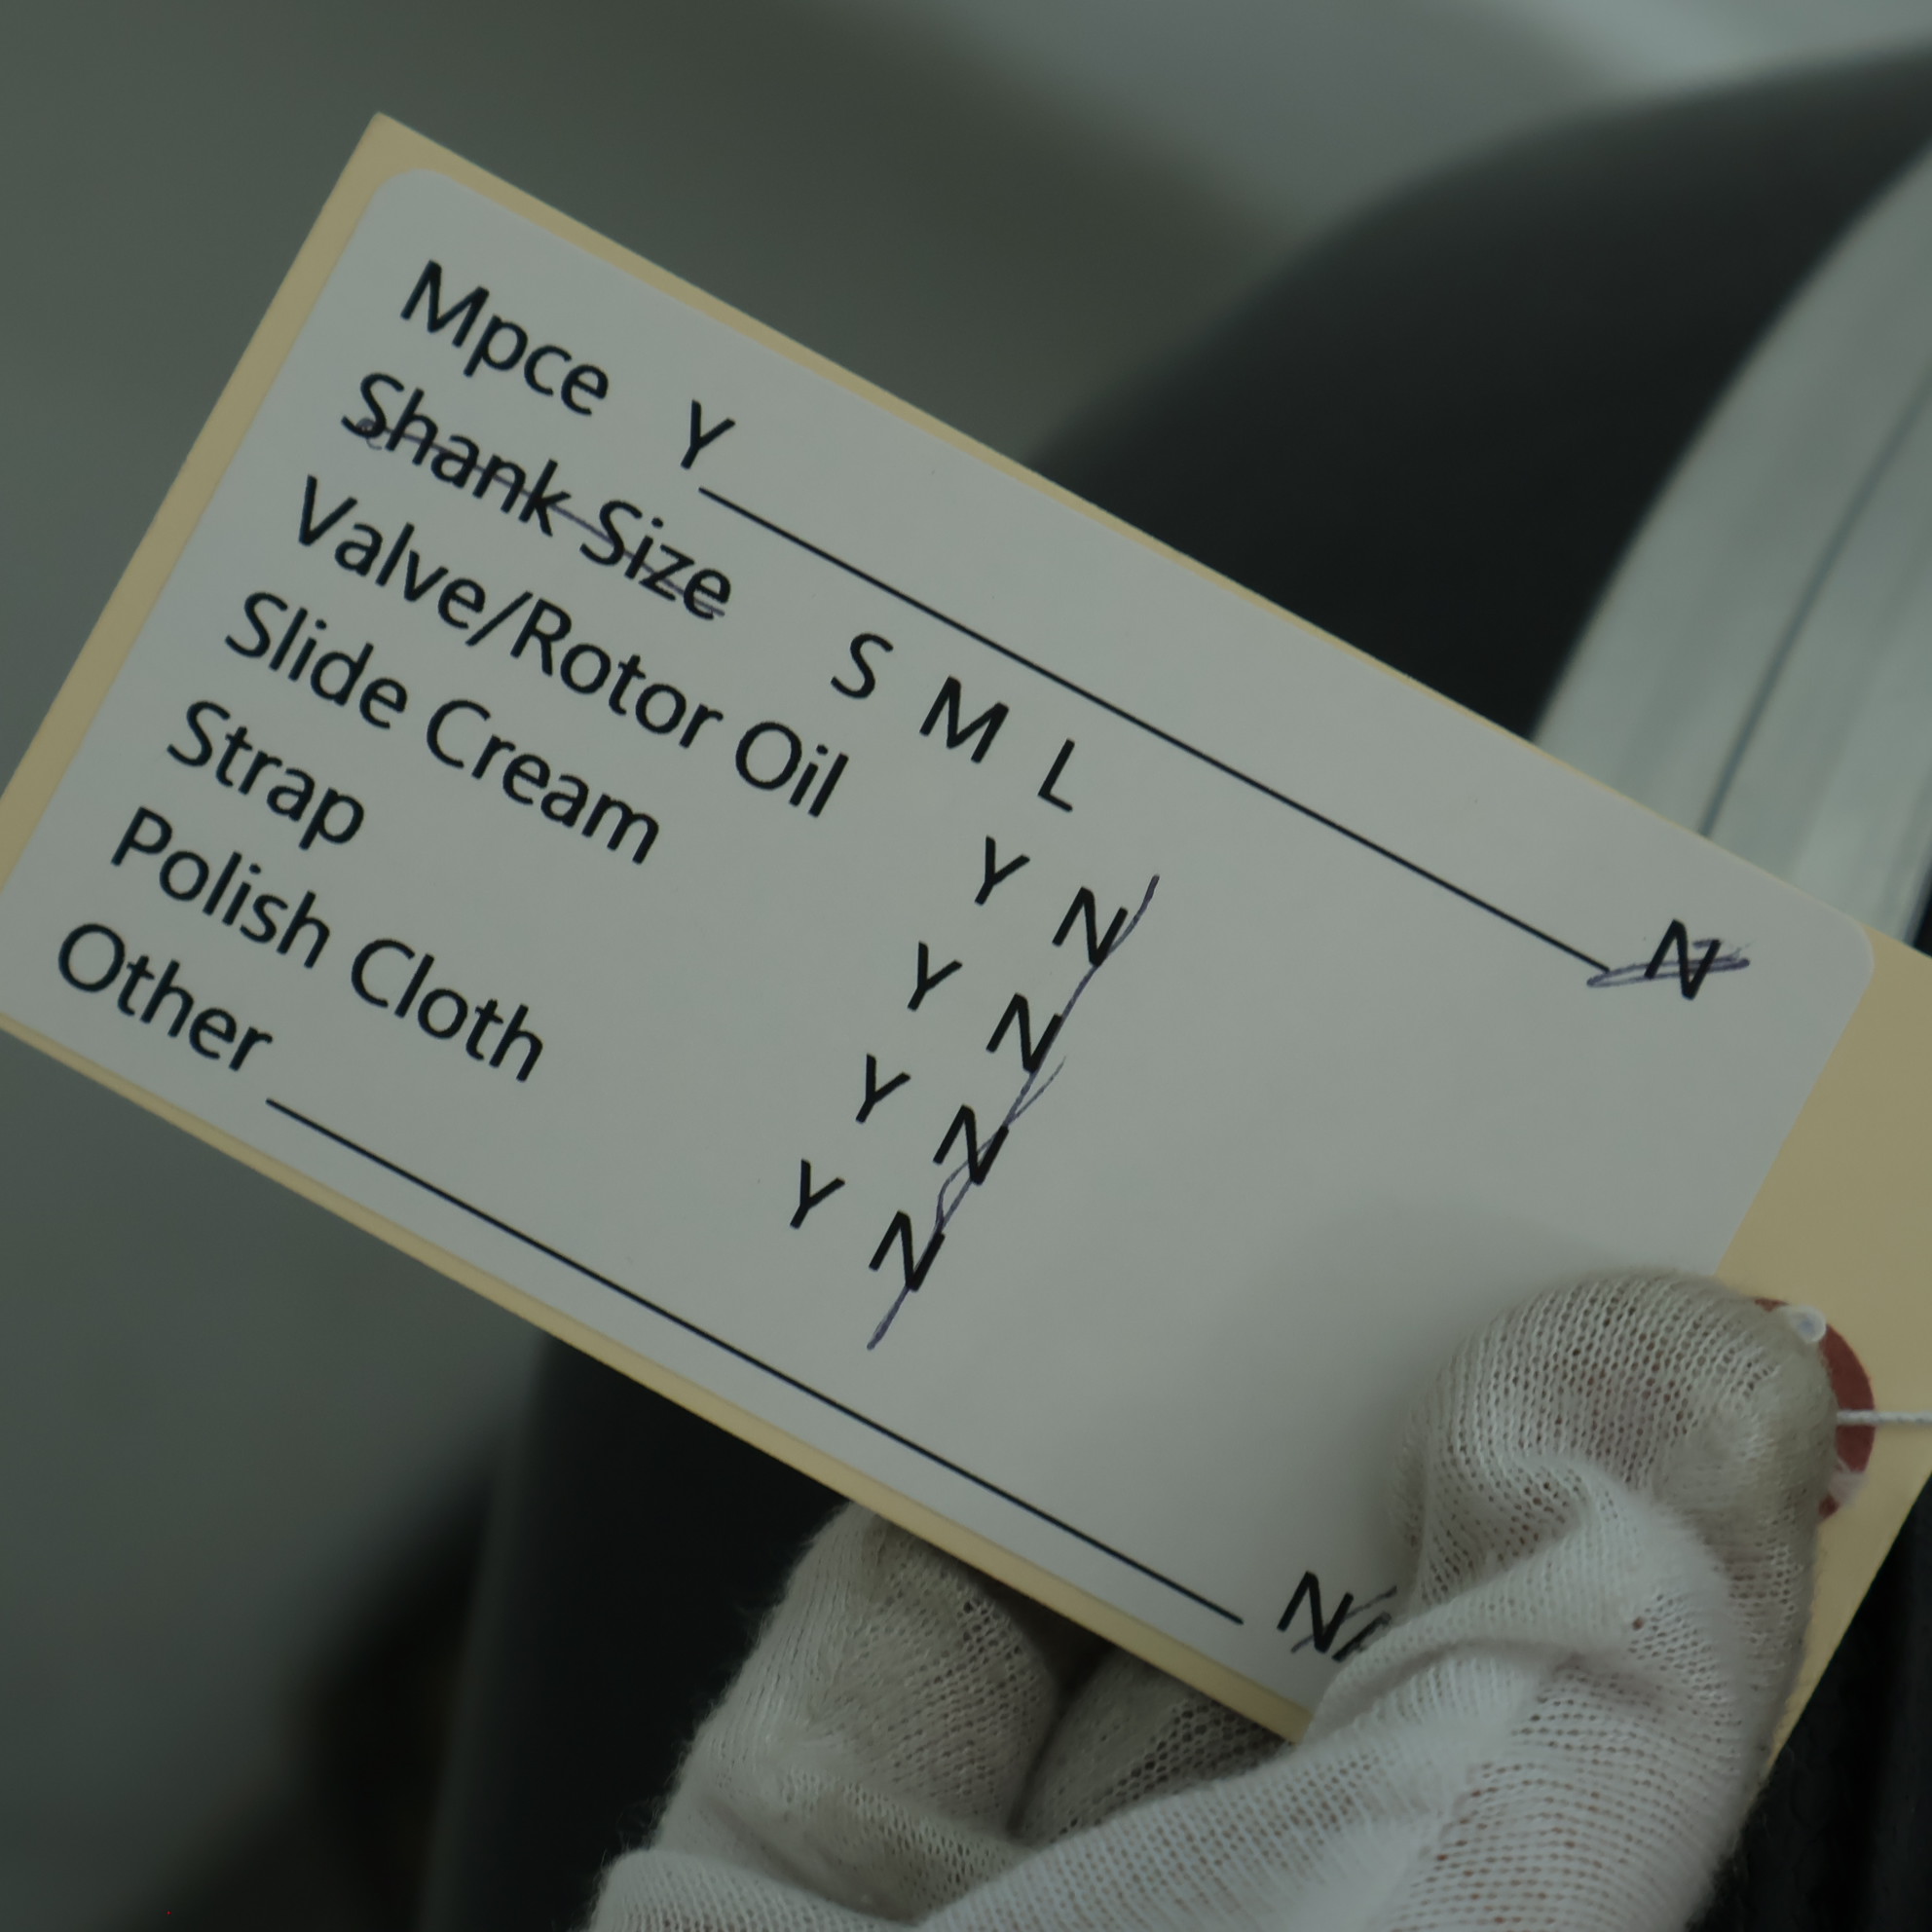 Mpce Y N
Shank Size S M L
Valve/Rotor Oil Y N
Slide Cream Y N
Strap Y N
Polish Cloth Y N
Other N/